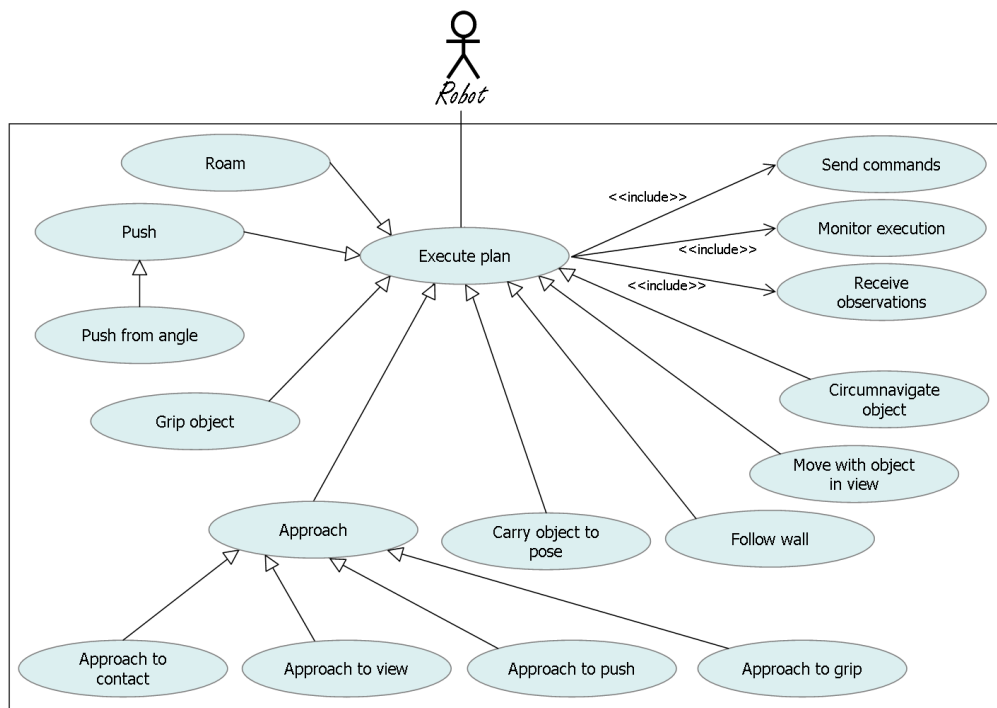 Robot
Roam
Send commands
<<include>>
Push
Monitor execution
<<include>>
Execute plan
<<include>>
Receive
observations
Push from angle
Circumnavigate
object
Grip object
Move with object
in view
Approach
Carry object to
pose
Follow wall
Approach to
contact
Approach to view
Approach to push
Approach to grip